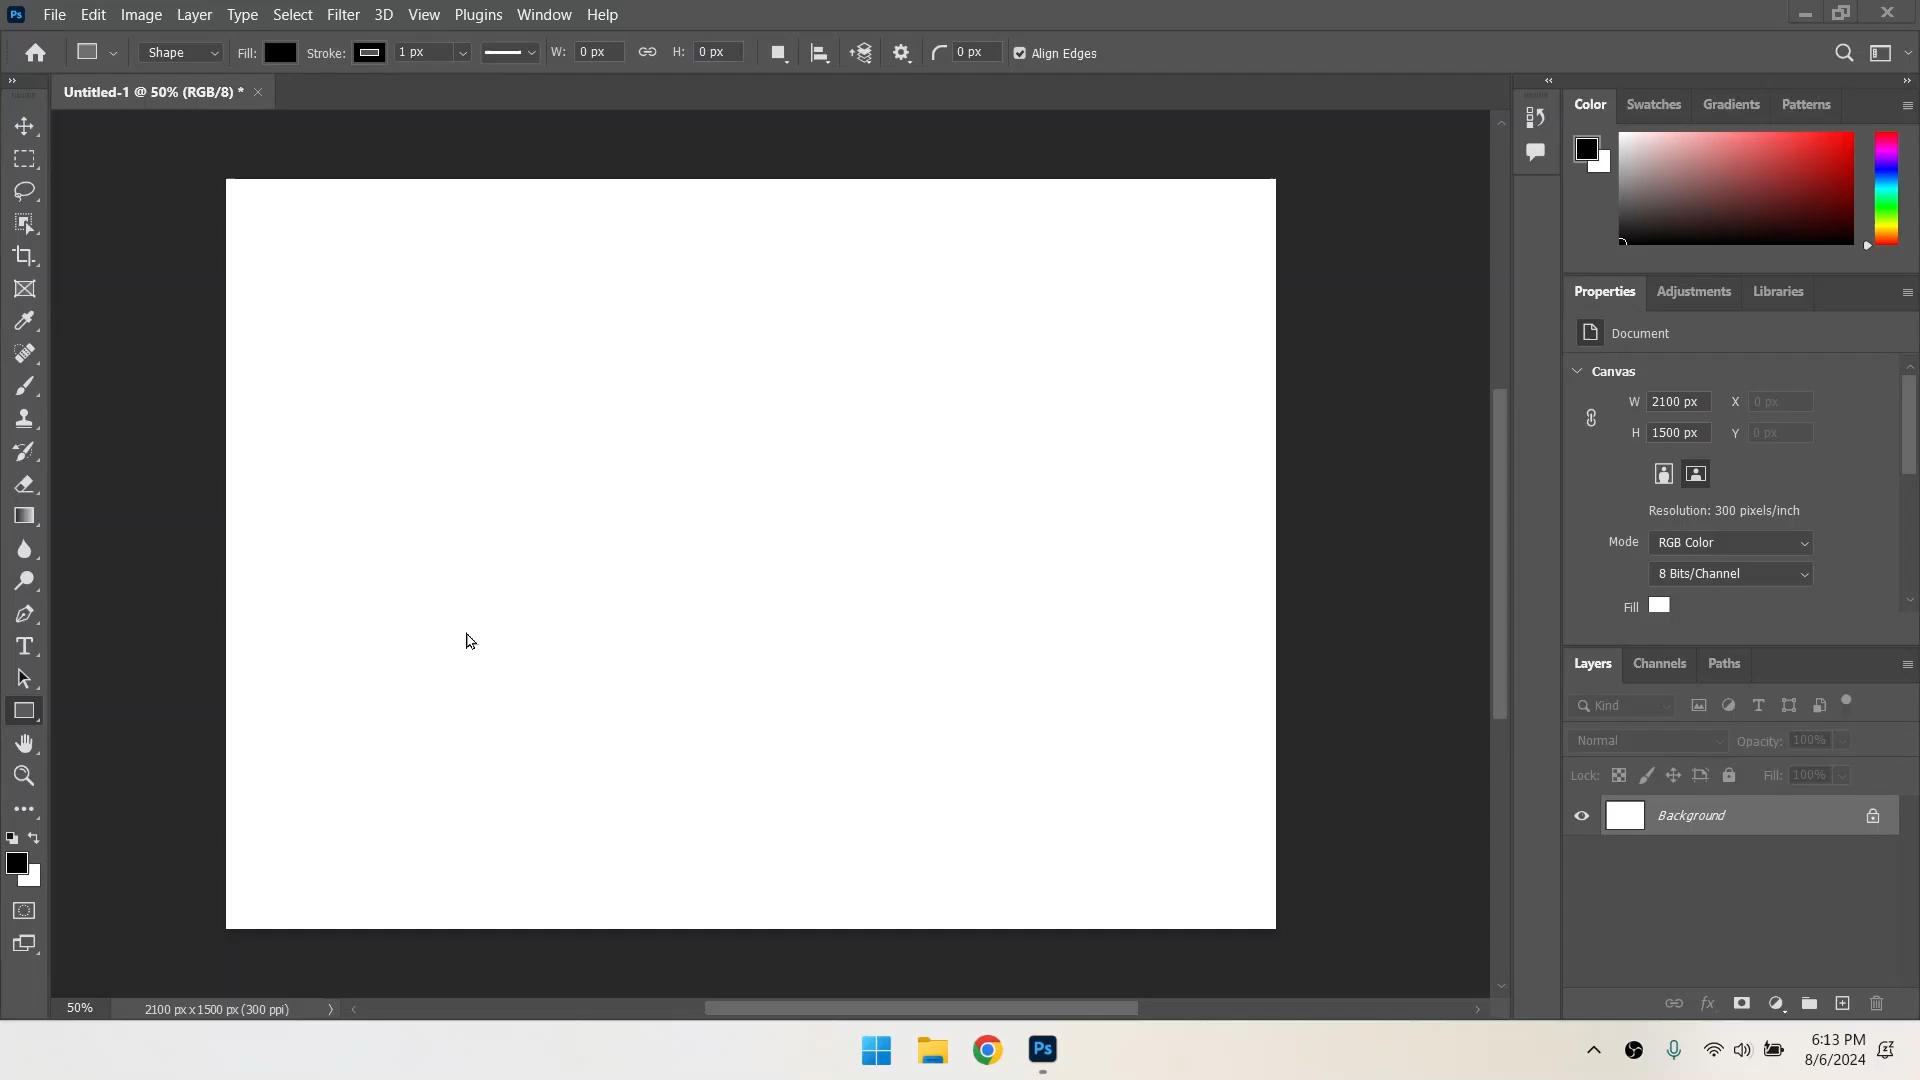 Ps File Edit Image Layer Type Select Filter 3D View Plugins Window Help
Shape Fill: Stroke: 1 px W: 0 px H: 0 px 0 px Align Edges
Untitled-1 @ 50% (RGB/8) *
Color Swatches Gradients Patterns
Properties Adjustments Libraries
Document
Canvas
W 2100 px X 0 px
H 1500 px Y 0 px
Resolution: 300 pixels/inch
Mode RGB Color
8 Bits/Channel
Fill
Layers Channels Paths
Kind
Normal Opacity: 100%
Lock: Fill: 100%
Background
fx
50% 2100 px x 1500 px (300 ppi)
Ps
6:13 PM
8/6/2024